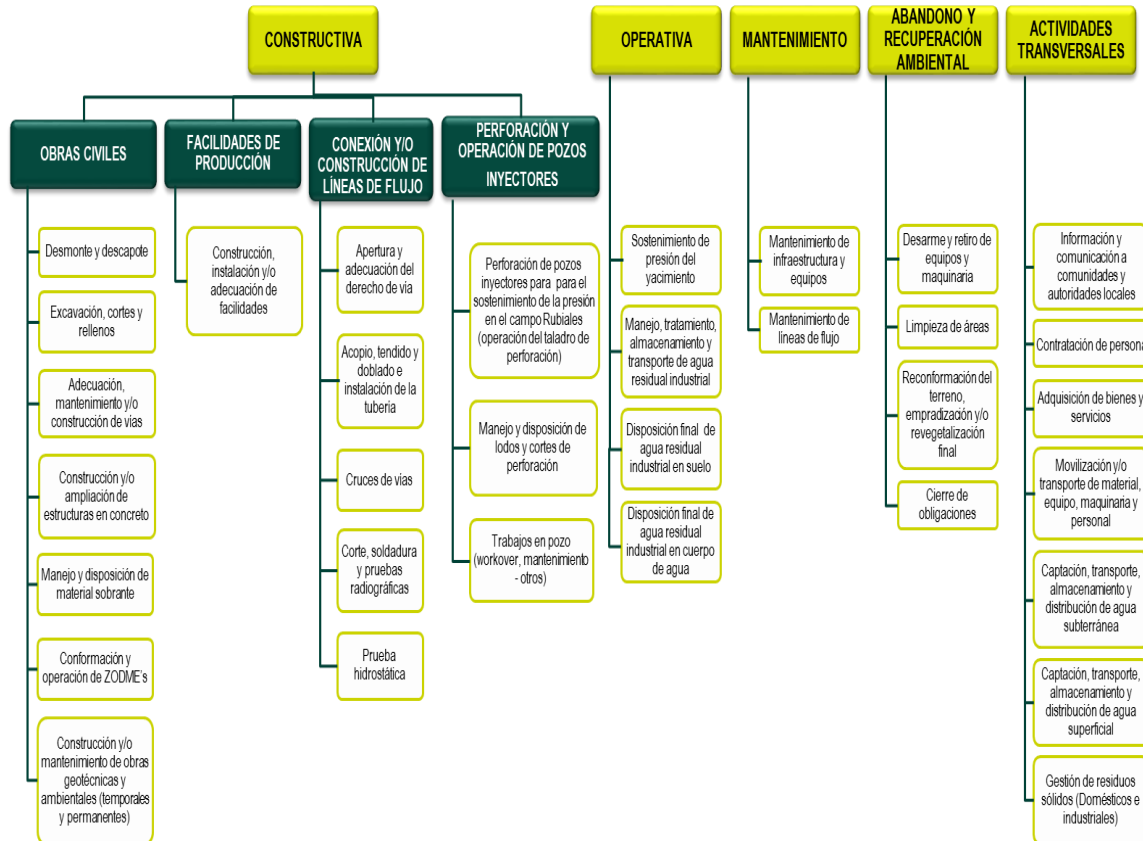 CONSTRUCTIVA
OPERATIVA
MANTENIMIENTO
ABANDONO Y
RECUPERACIÓN
AMBIENTAL
ACTIVIDADES
TRANSVERSALES
OBRAS CIVILES
FACILIDADES DE
PRODUCCIÓN
CONEXIÓN Y/O
CONSTRUCCIÓN DE
LÍNEAS DE FLUJO
PERFORACIÓN Y
OPERACIÓN DE POZOS
INYECTORES
Desmonte y descapote
Excavación, cortes y
rellenos
Adecuación,
mantenimiento y/o
construcción de vías
Construcción y/o
ampliación de
estructuras en concreto
Manejo y disposición de
material sobrante
Conformación y
operación de ZODME's
Construcción y/o
mantenimiento de obras
geotécnicas y
ambientales (temporales
y permanentes)
Construcción,
instalación y/o
adecuación de
facilidades
Apertura y
adecuación del
derecho de vía
Acopio, tendido y
doblado e
instalación de la
tubería
Cruces de vías
Corte, soldadura
y pruebas
radiográficas
Prueba
hidrostática
Perforación de pozos
inyectores para para el
sostenimiento de la presión
en el campo Rubiales
(operación del taladro de
perforación)
Manejo y disposición de
lodos y cortes de
perforación
Trabajos en pozo
(workover, mantenimiento
- otros)
Sostenimiento de
presión del
yacimiento
Manejo, tratamiento,
almacenamiento y
transporte de agua
residual industrial
Disposición final de
agua residual
industrial en suelo
Disposición final de
agua residual
industrial en cuerpo
de agua
Mantenimiento de
infraestructura y
equipos
Mantenimiento de
líneas de flujo
Desarme y retiro de
equipos y
maquinaria
Limpieza de áreas
Reconformación del
terreno,
empradización y/o
revegetalización
final
Cierre de
obligaciones
Información y
comunicación a
comunidades y
autoridades locales
Contratación de persona
Adquisición de bienes y
servicios
Movilización y/o
transporte de material,
equipo, maquinaria y
personal
Captación, transporte,
almacenamiento y
distribución de agua
subterránea
Captación, transporte,
almacenamiento y
distribución de agua
superficial
Gestión de residuos
sólidos (Domésticos e
industriales)